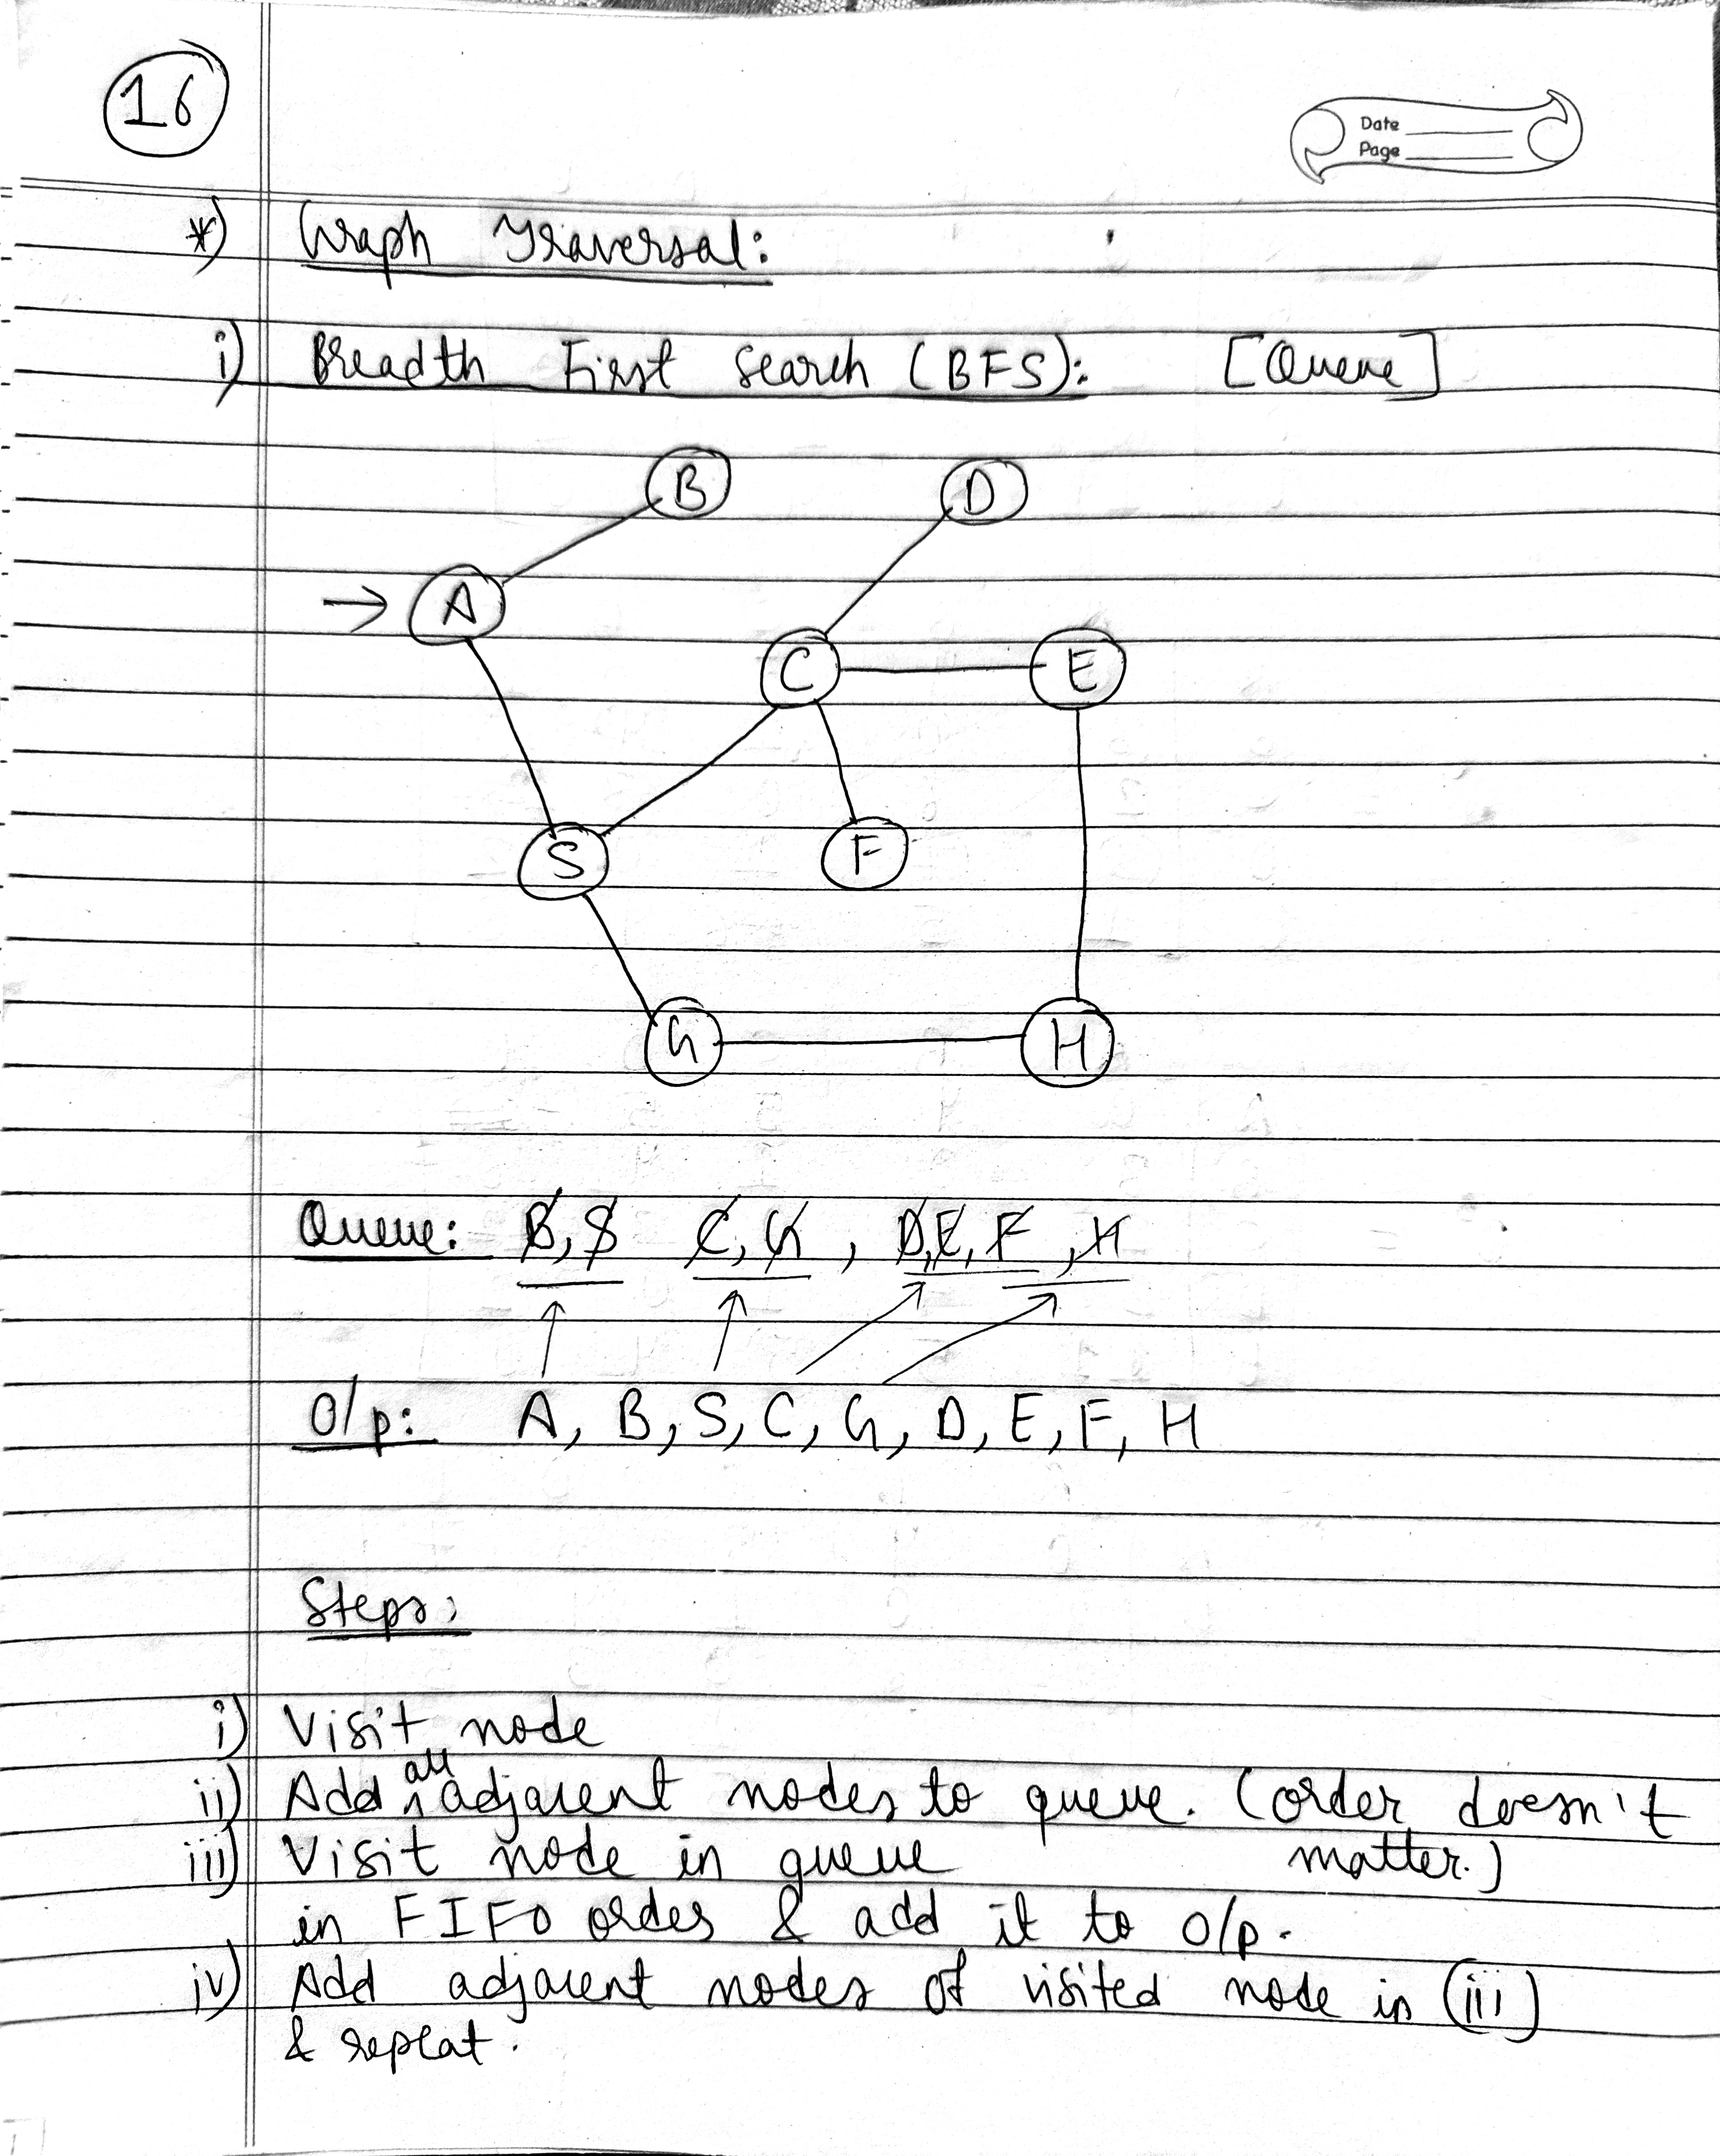 16
Date
Page
*) Graph Traversal:
i) Breadth First Search (BFS): [Queue]
B D
A
C E
S F
G H
Queue: B, S C, G , D, E, F , H
O/p: A, B, S, C, G, D, E, F, H
Steps:
i) Visit node
ii) Add all adjacent nodes to queue. (order doesn't
iii) Visit node in queue matter.)
in FIFO order & add it to o/p.
iv) Add adjacent nodes of visited node in (iii)
& repeat.